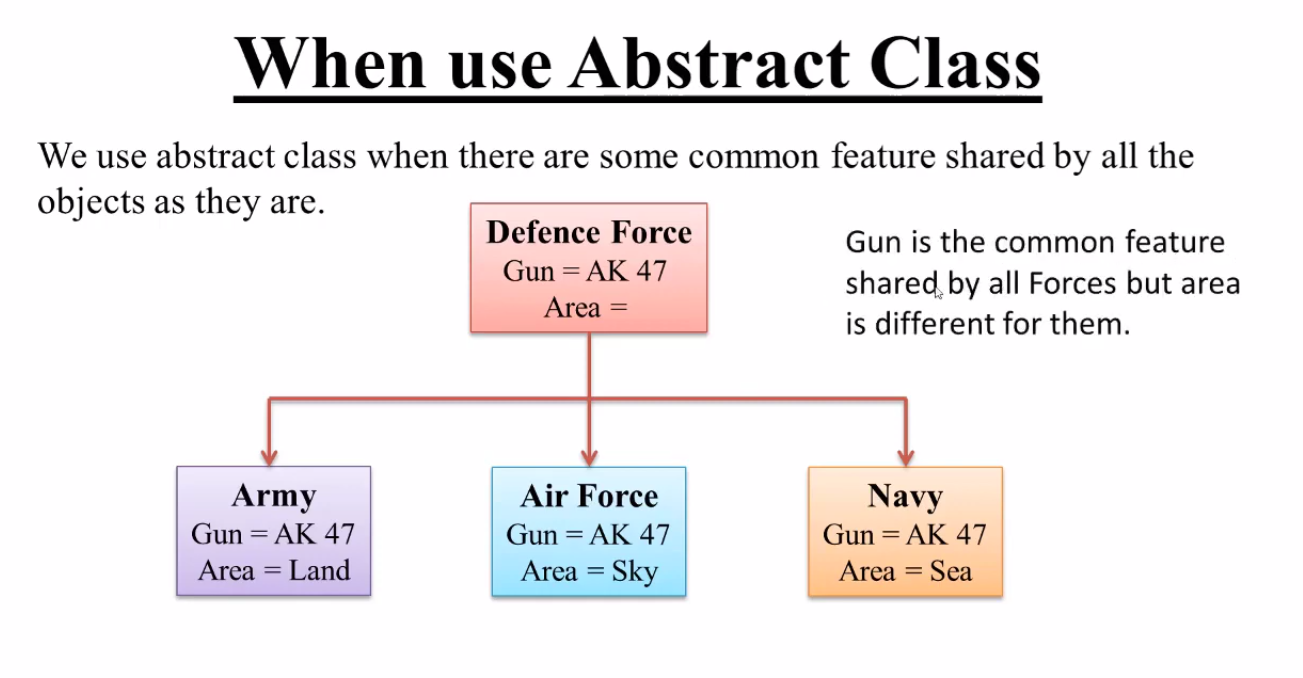 When use Abstract Class
We use abstract class when there are some common feature shared by all the
objects as they are.
Defence Force
Gun = AK 47
Area =
Gun is the common feature
shared by all Forces but area
is different for them.
Army
Gun = AK 47
Area = Land
Air Force
Gun = AK 47
Area = Sky
Navy
Gun = AK 47
Area = Sea